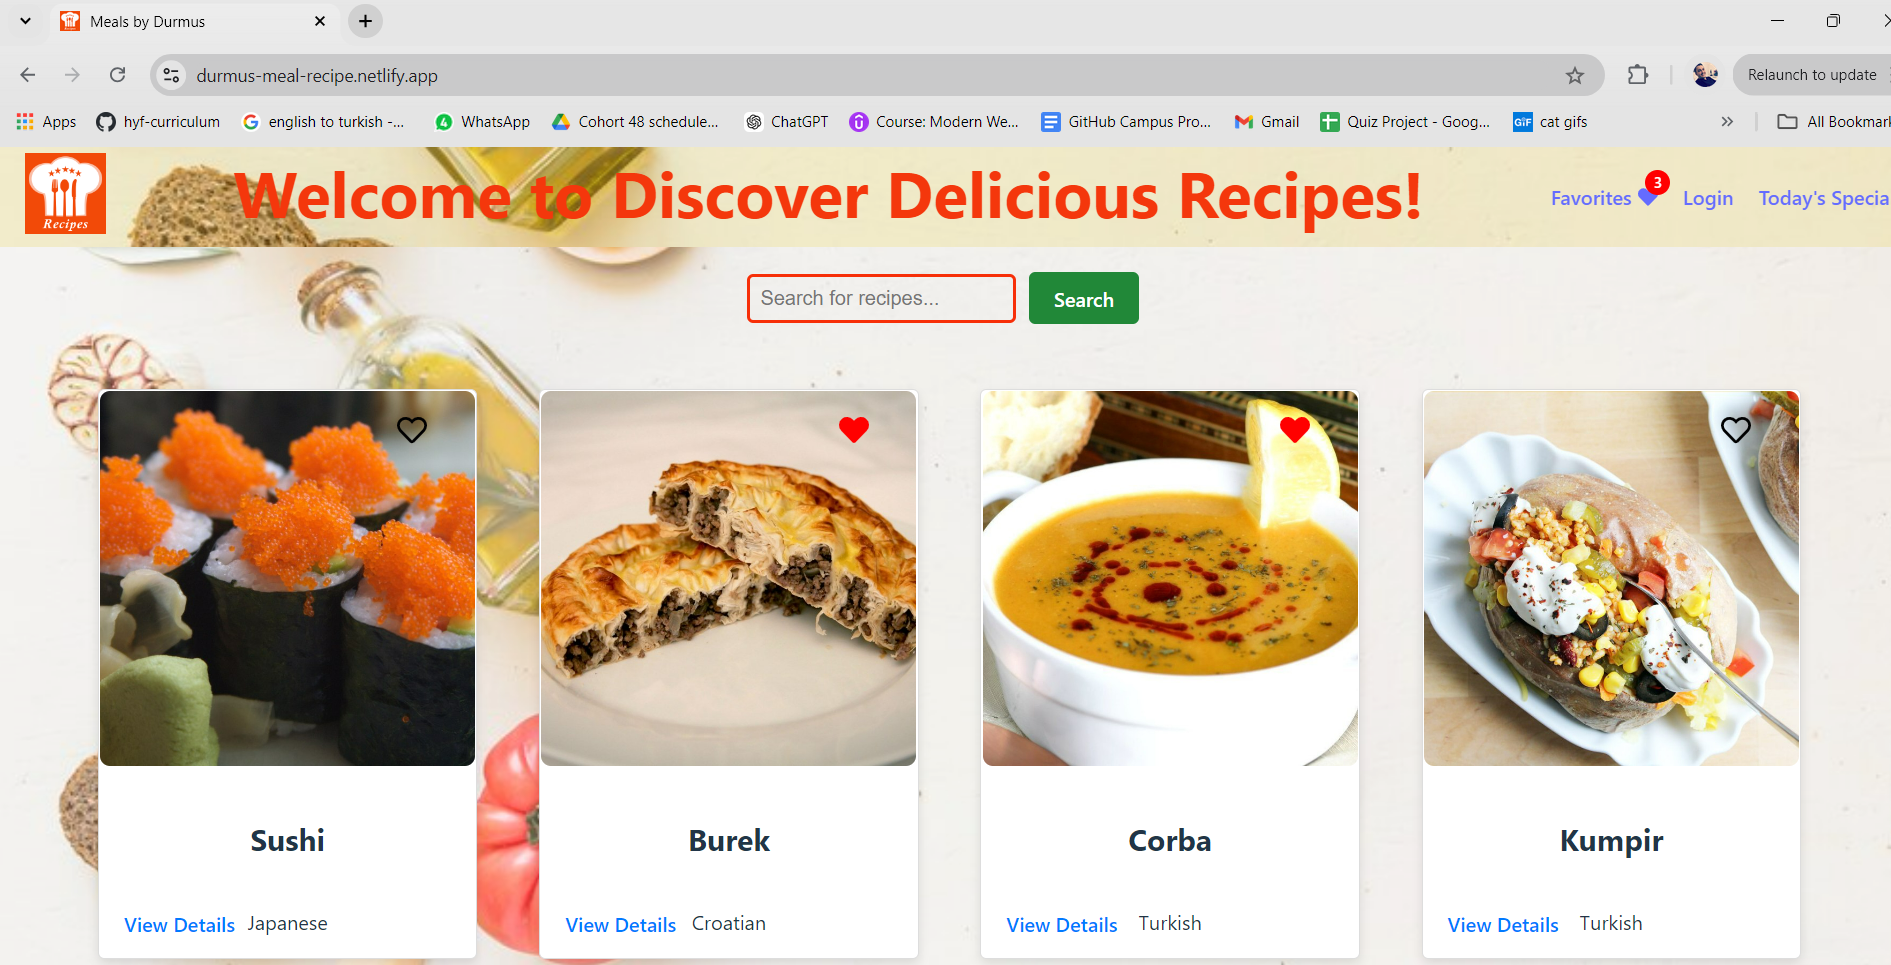 Meals by Durmus
durmus-meal-recipe.netlify.app
Relaunch to update
Apps hyf-curriculum english to turkish -... WhatsApp Cohort 48 schedule... ChatGPT Course: Modern We... GitHub Campus Pro... Gmail Quiz Project - Goog... GIF cat gifs » All Bookmark
Recipes
Welcome to Discover Delicious Recipes!
Favorites 3 Login Today's Specia
Search for recipes... Search
Sushi Burek Corba Kumpir
View Details Japanese View Details Croatian View Details Turkish View Details Turkish